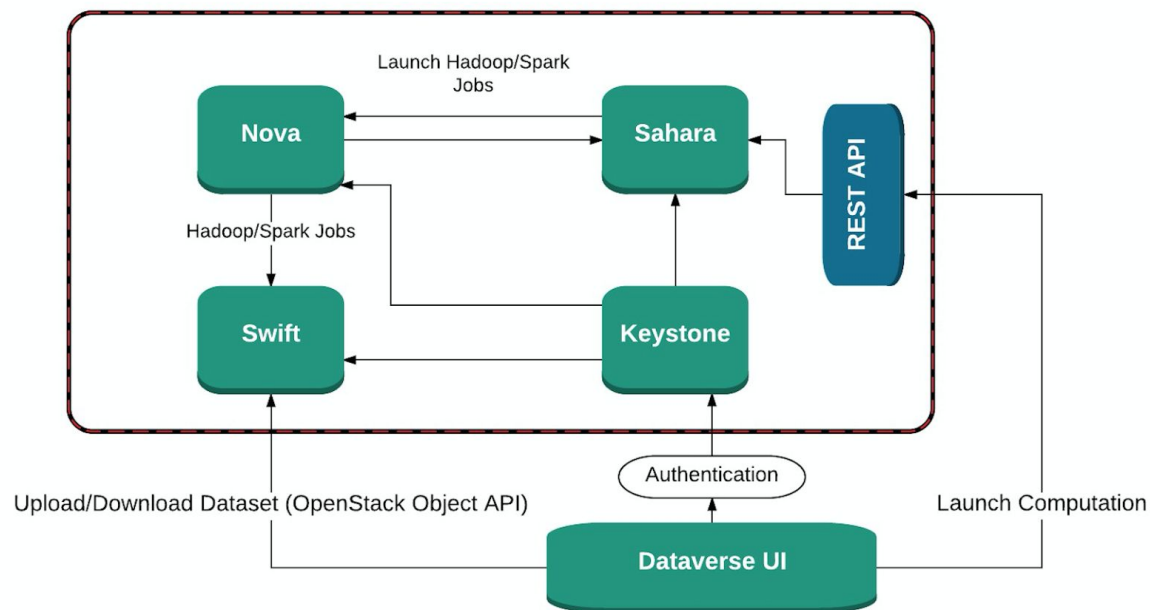 Launch Hadoop/Spark
Jobs
Nova
Sahara
REST API
Hadoop/Spark Jobs
Swift
Keystone
Authentication
Upload/Download Dataset (OpenStack Object API)
Launch Computation
Dataverse UI